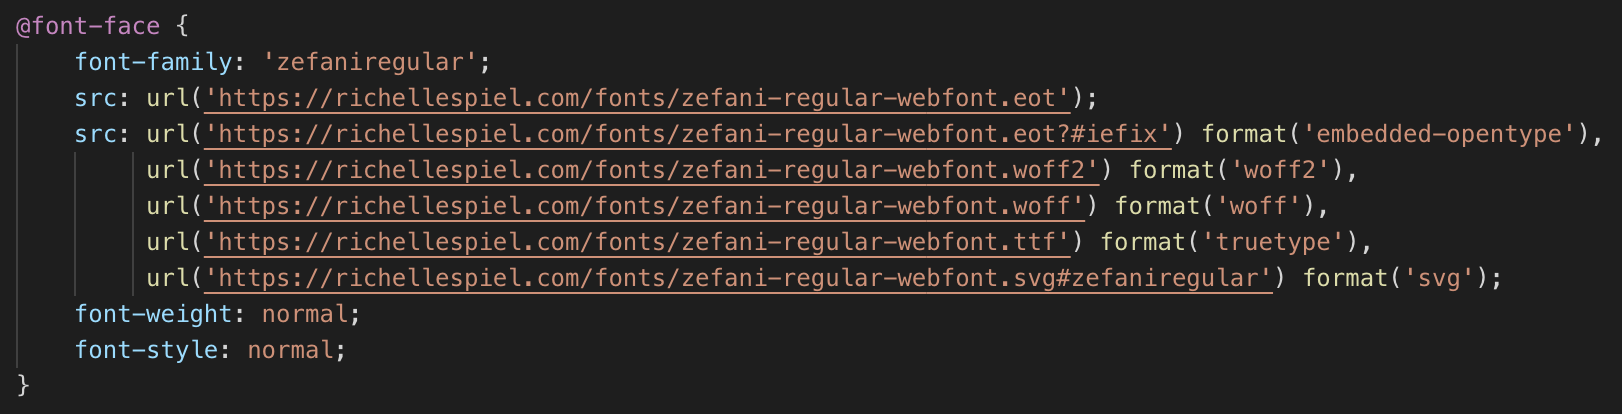 @font-face {
    font-family: 'zefaniregular';
    src: url('https://richellespiel.com/fonts/zefani-regular-webfont.eot');
    src: url('https://richellespiel.com/fonts/zefani-regular-webfont.eot?#iefix') format('embedded-opentype'),
         url('https://richellespiel.com/fonts/zefani-regular-webfont.woff2') format('woff2'),
         url('https://richellespiel.com/fonts/zefani-regular-webfont.woff') format('woff'),
         url('https://richellespiel.com/fonts/zefani-regular-webfont.ttf') format('truetype'),
         url('https://richellespiel.com/fonts/zefani-regular-webfont.svg#zefaniregular') format('svg');
    font-weight: normal;
    font-style: normal;
}